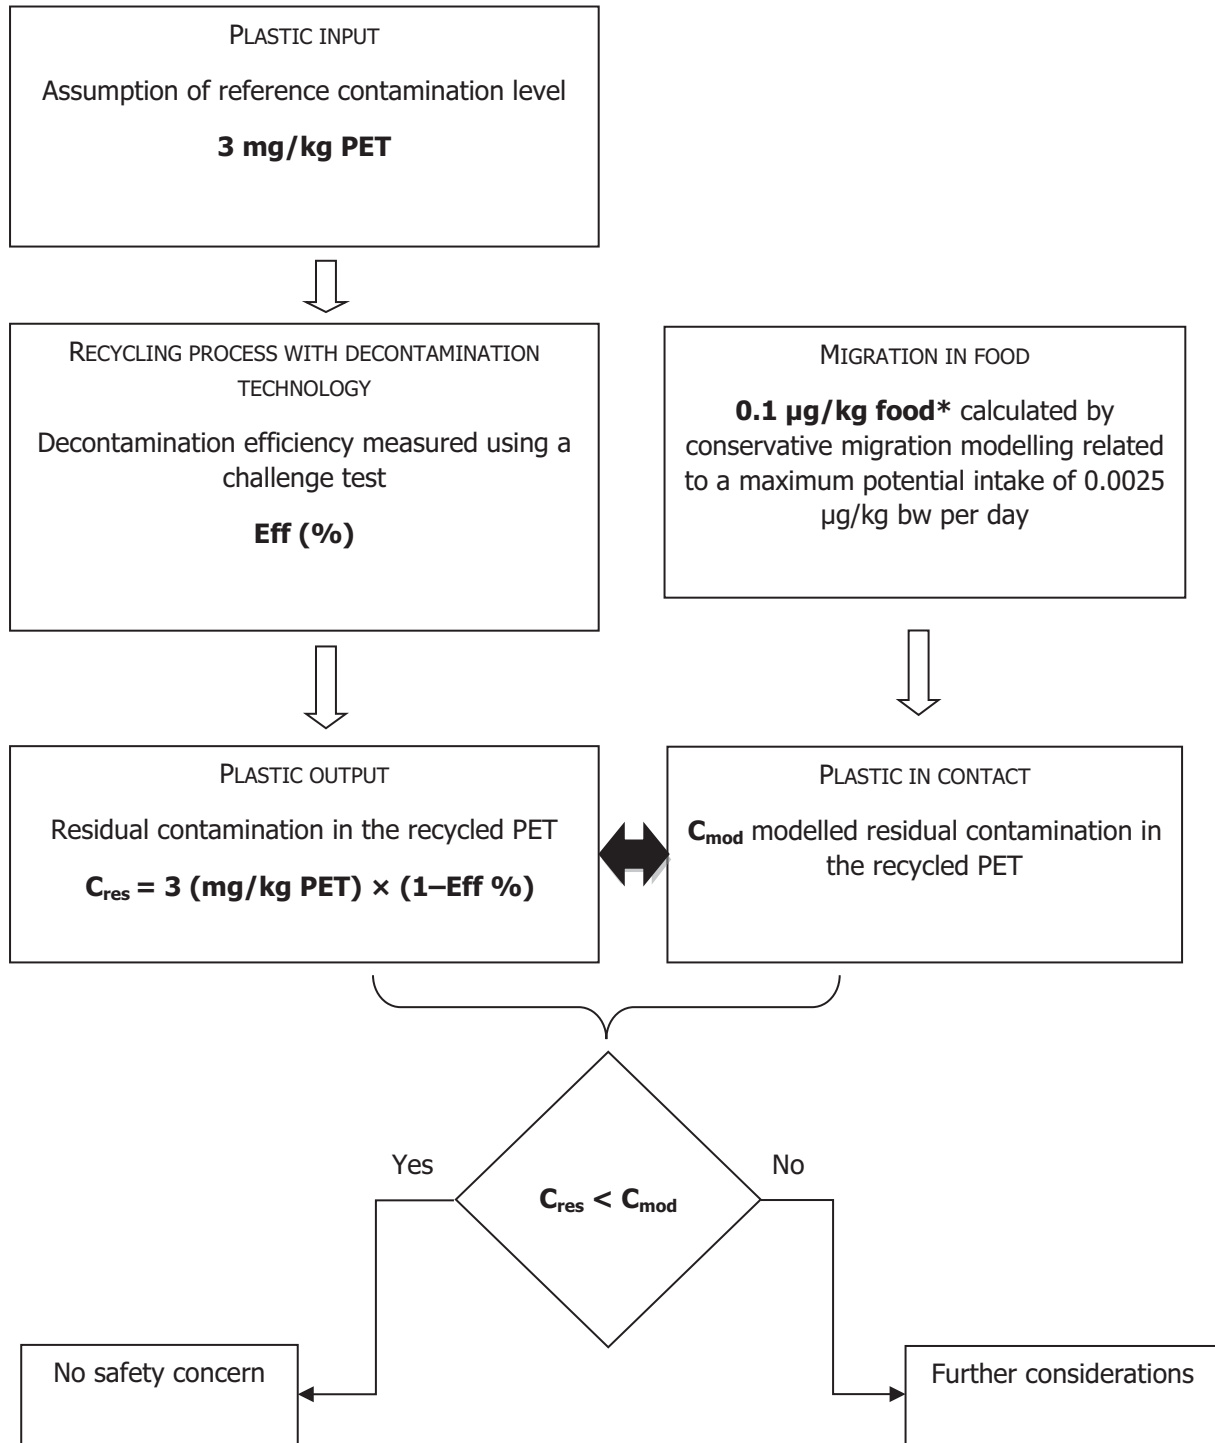 PLASTIC INPUT
Assumption of reference contamination level
3 mg/kg PET
RECYCLING PROCESS WITH DECONTAMINATION
TECHNOLOGY
Decontamination efficiency measured using a
challenge test
Eff (%)
MIGRATION IN FOOD
0.1 µg/kg food* calculated by
conservative migration modelling related
to a maximum potential intake of 0.0025
µg/kg bw per day
PLASTIC OUTPUT
Residual contamination in the recycled PET
Cres = 3 (mg/kg PET) × (1–Eff %)
PLASTIC IN CONTACT
Cmod modelled residual contamination in
the recycled PET
Yes
No
Cres < Cmod
No safety concern
Further considerations